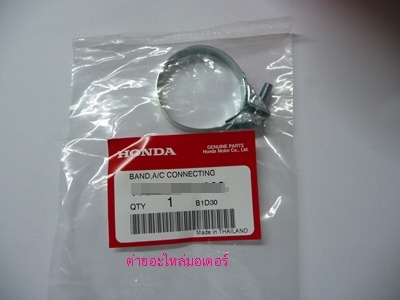 HONDA
GENUINE PARTS
Honda Motor Co., Ltd.
BAND,A/C CONNECTING
QTY 1 B1D30
Made in THAILAND
ต่ายอะไหล่มอเตอร์